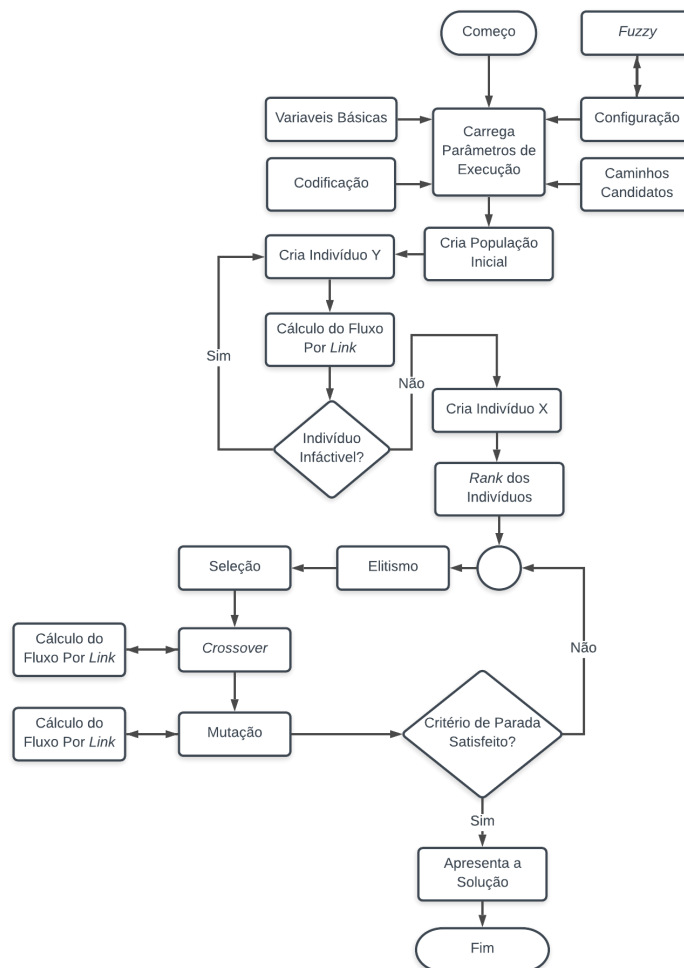 Começo
Fuzzy
Variaveis Básicas
Carrega
Parâmetros de
Execução
Configuração
Codificação
Caminhos
Candidatos
Cria Indivíduo Y
Cria População
Inicial
Cálculo do Fluxo
Por Link
Sim
Não
Cria Indivíduo X
Indivíduo
Infáctivel?
Rank dos
Indivíduos
Seleção
Elitismo
Cálculo do
Fluxo Por Link
Crossover
Não
Cálculo do
Fluxo Por Link
Mutação
Critério de Parada
Satisfeito?
Sim
Apresenta a
Solução
Fim